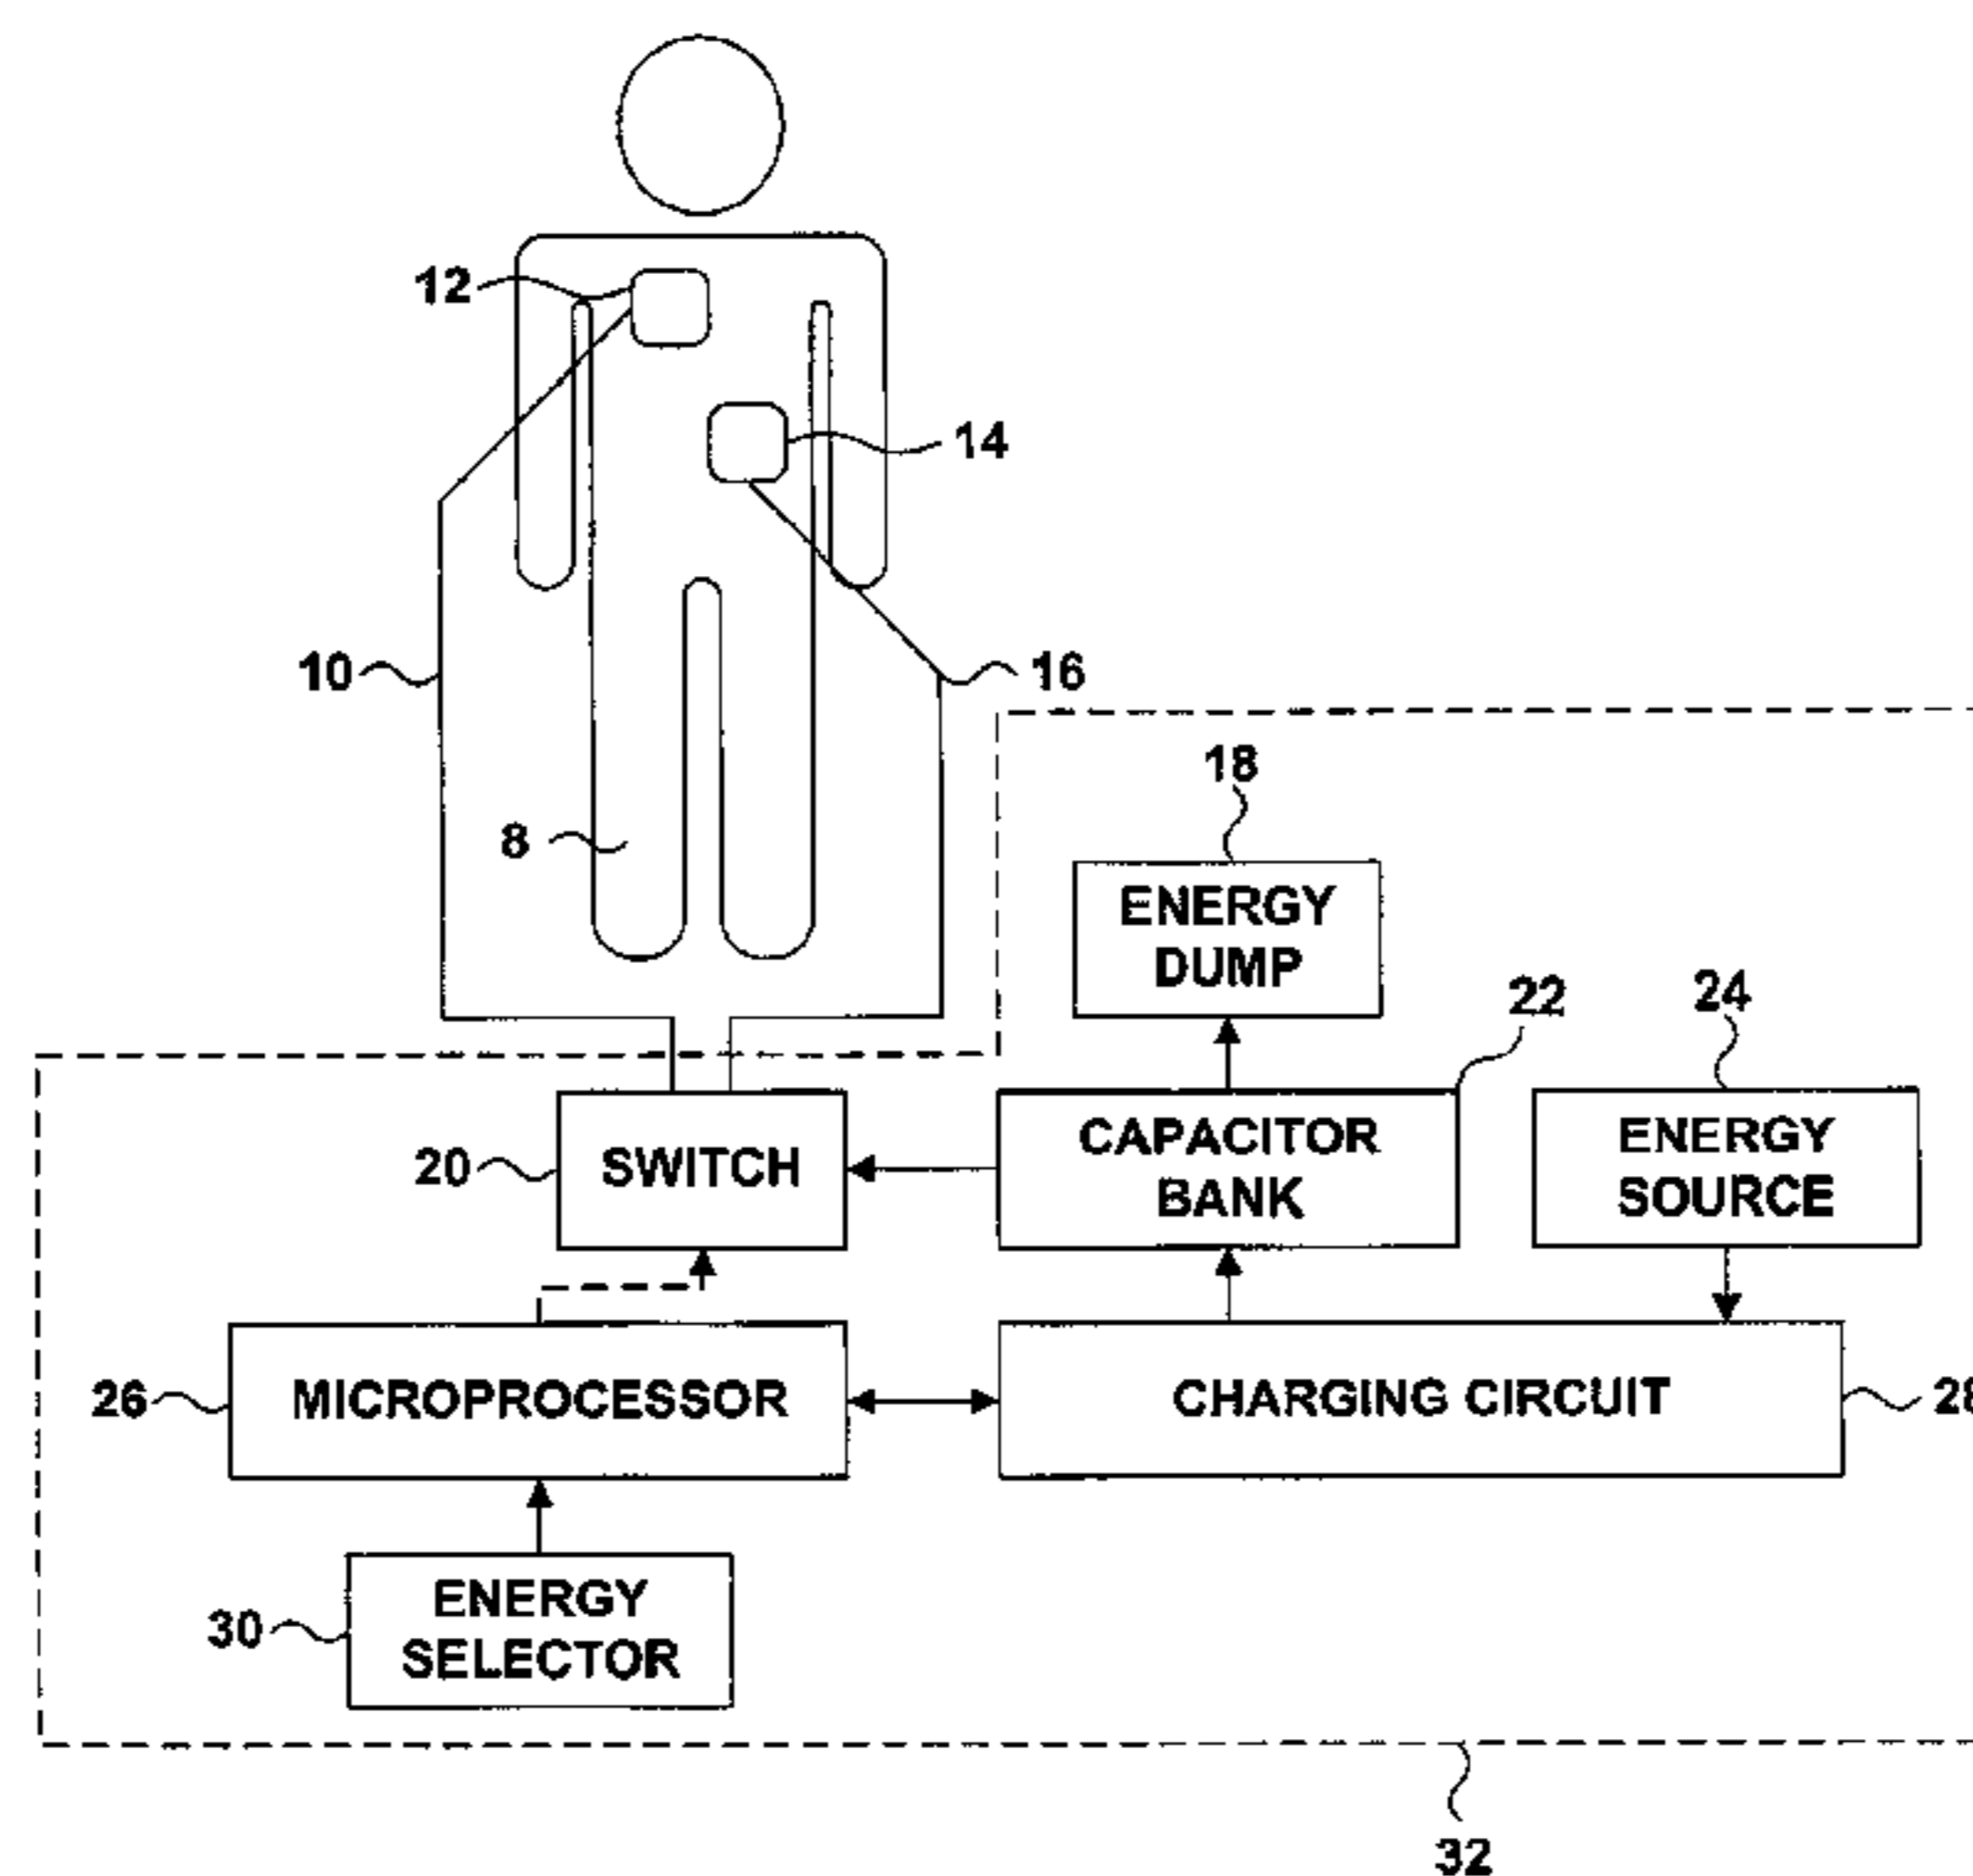 12
14
10
16
18
8
ENERGY
DUMP
22
24
20
SWITCH
CAPACITOR
BANK
ENERGY
SOURCE
26
MICROPROCESSOR
CHARGING CIRCUIT
28
30
ENERGY
SELECTOR
32